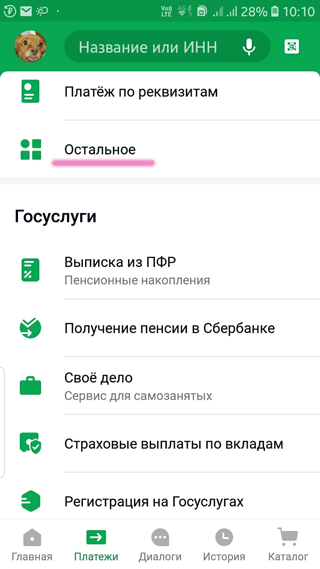 Vo)) LTE 28% 10:10
Название или ИНН
Платёж по реквизитам
Остальное
Госуслуги
Выписка из ПФР
Пенсионные накопления
Получение пенсии в Сбербанке
Своё дело
Сервис для самозанятых
Страховые выплаты по вкладам
Регистрация на Госуслугах
Главная Платежи Диалоги История Каталог